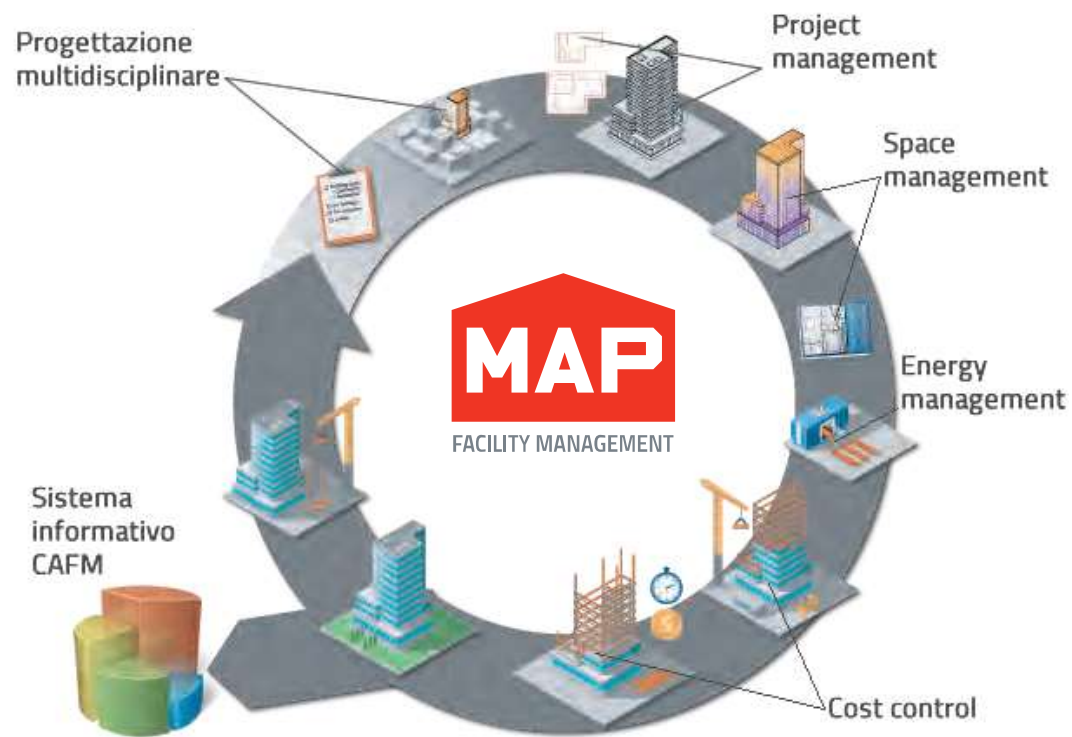 Progettazione
multidisciplinare
Project
management
Space
management
MAP
FACILITY MANAGEMENT
Energy
management
Sistema
informativo
CAFM
Cost control